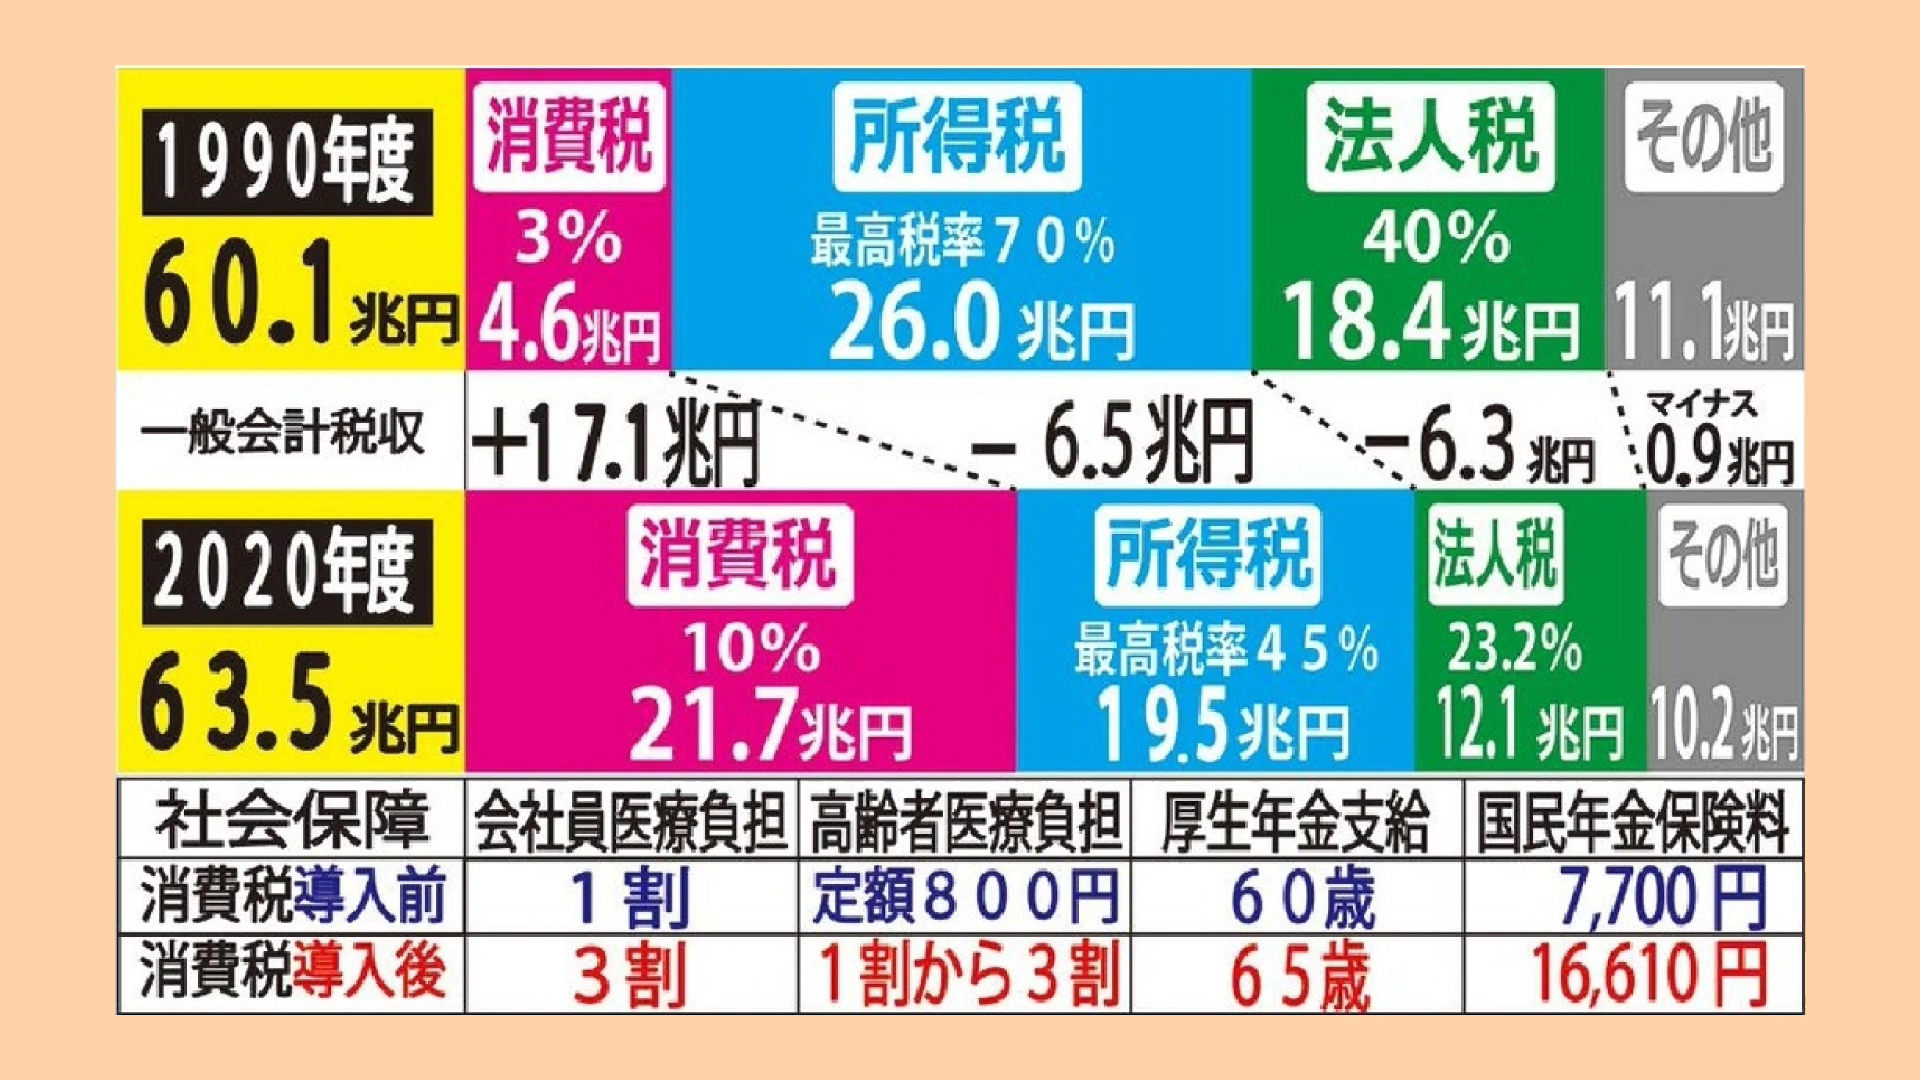 1990年度
60.1兆円
消費税
3%
4.6兆円
所得税
最高税率70%
26.0兆円
法人税
40%
18.4兆円
その他
11.1兆円
一般会計税収
+17.1兆円
− 6.5兆円
−6.3兆円
マイナス
0.9兆円
2020年度
63.5兆円
消費税
10%
21.7兆円
所得税
最高税率45%
19.5兆円
法人税
23.2%
12.1兆円
その他
10.2兆円
社会保障 会社員医療負担 高齢者医療負担 厚生年金支給 国民年金保険料
消費税導入前 1割 定額800円 60歳 7,700円
消費税導入後 3割 1割から3割 65歳 16,610円